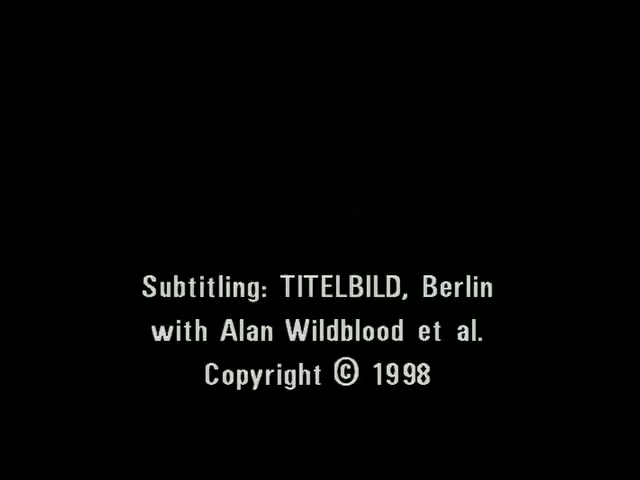 Subtitling: TITELBILD, Berlin
with Alan Wildblood et al.
Copyright © 1998